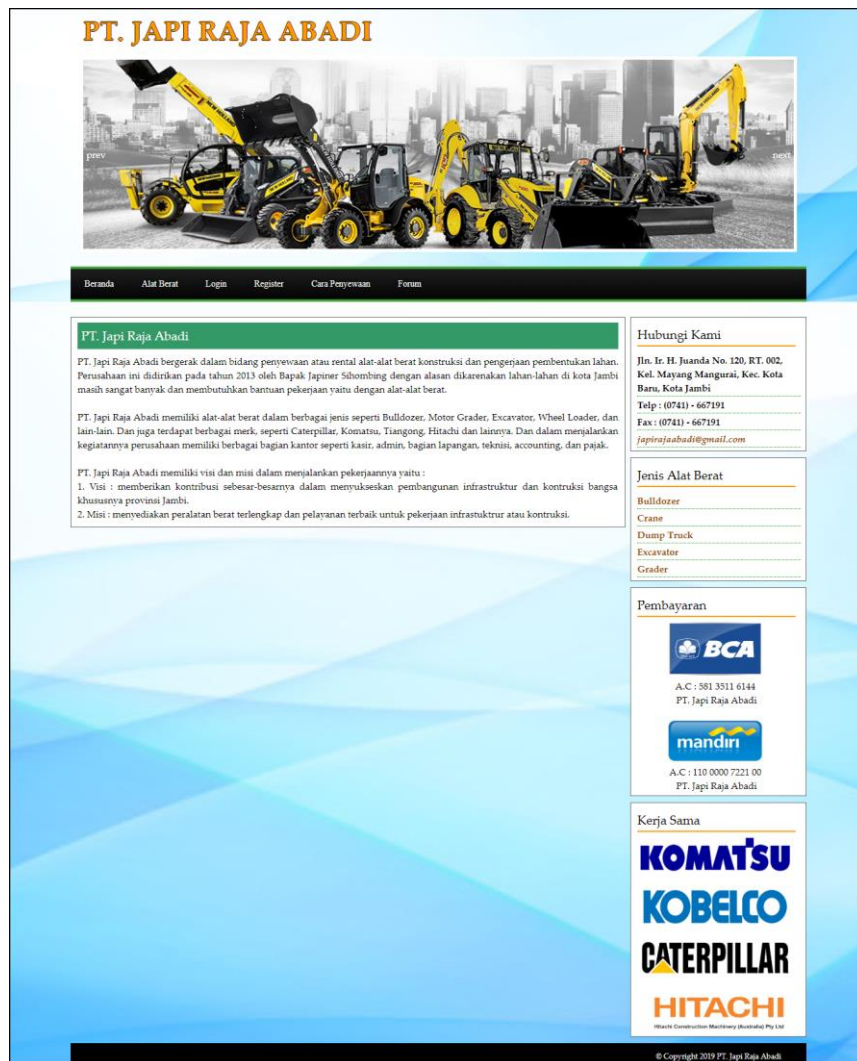 PT. JAPI RAJA ABADI
prev
next
Beranda Alat Berat Login Register Cara Penyewaan Forum
PT. Japi Raja Abadi
PT. Japi Raja Abadi bergerak dalam bidang penyewaan atau rental alat-alat berat konstruksi dan pengerjaan pembentukan lahan.
Perusahaan ini didirikan pada tahun 2013 oleh Bapak Japiner Sihombing dengan alasan dikarenakan lahan-lahan di kota Jambi
masih sangat banyak dan membutuhkan bantuan pekerjaan yaitu dengan alat-alat berat.
PT. Japi Raja Abadi memiliki alat-alat berat dalam berbagai jenis seperti Bulldozer, Motor Grader, Excavator, Wheel Loader, dan
lain-lain. Dan juga terdapat berbagai merk, seperti Caterpillar, Komatsu, Tiangong, Hitachi dan lainnya. Dan dalam menjalankan
kegiatannya perusahaan memiliki berbagai bagian kantor seperti kasir, admin, bagian lapangan, teknisi, accounting, dan pajak.
PT. Japi Raja Abadi memiliki visi dan misi dalam menjalankan pekerjaannya yaitu :
1. Visi : memberikan kontribusi sebesar-besarnya dalam menyukseskan pembangunan infrastruktur dan kontruksi bangsa
khususnya provinsi Jambi.
2. Misi : menyediakan peralatan berat terlengkap dan pelayanan terbaik untuk pekerjaan infrastuktrur atau kontruksi.
Hubungi Kami
Jln. Ir. H. Juanda No. 120, RT. 002,
Kel. Mayang Mangurai, Kec. Kota
Baru, Kota Jambi
Telp : (0741) - 667191
Fax : (0741) - 667191
japirajaabadi@gmail.com
Jenis Alat Berat
Bulldozer
Crane
Dump Truck
Excavator
Grader
Pembayaran
BCA
A.C : 581 3511 6144
PT. Japi Raja Abadi
mandiri
A.C : 110 0000 7221 00
PT. Japi Raja Abadi
Kerja Sama
KOMATSU
KOBELCO
CATERPILLAR
HITACHI
Hitachi Construction Machinery (Australia) Pty Ltd
© Copyright 2019 PT. Japi Raja Abadi